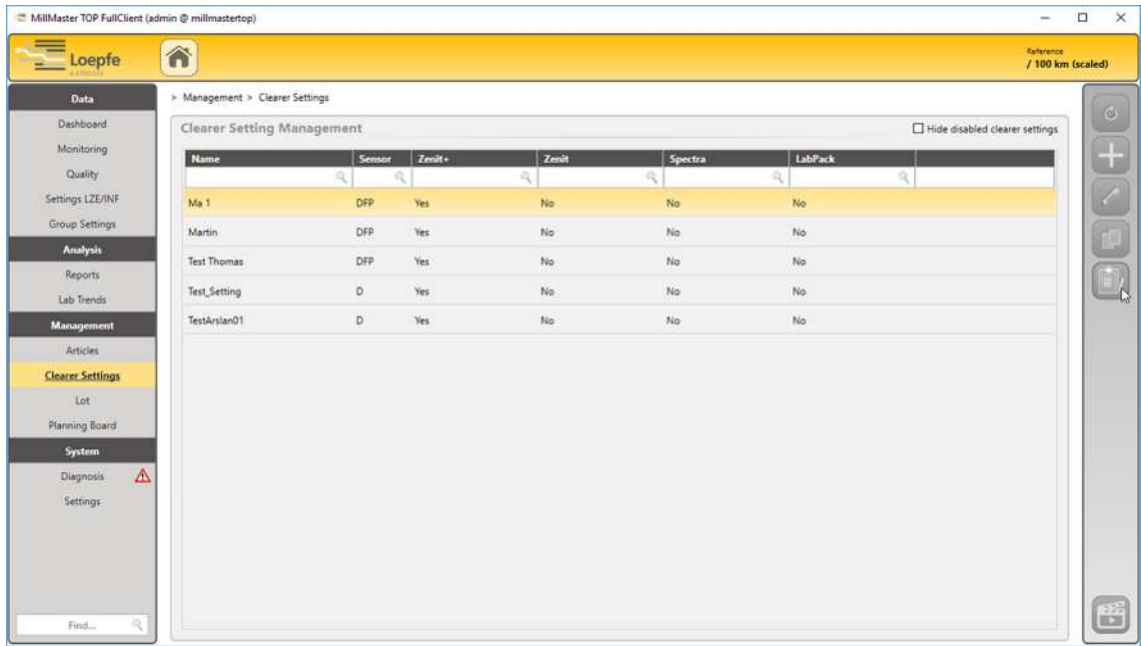 MillMaster TOP FullClient (admin @ millmastertop)
Loepfe
Reference
/ 100 km (scaled)
Data
Dashboard
Monitoring
Quality
Settings LZE/INF
Group Settings
Analysis
Reports
Lab Trends
Management
Articles
Clearer Settings
Lot
Planning Board
System
Diagnosis
Settings
Find...
> Management > Clearer Settings
Clearer Setting Management
Hide disabled clearer settings
Name Sensor Zenit+ Zenit Spectra LabPack
Ma 1 DFP Yes No No No
Martin DFP Yes No No No
Test Thomas DFP Yes No No No
Test_Setting D Yes No No No
TestArslan01 D Yes No No No